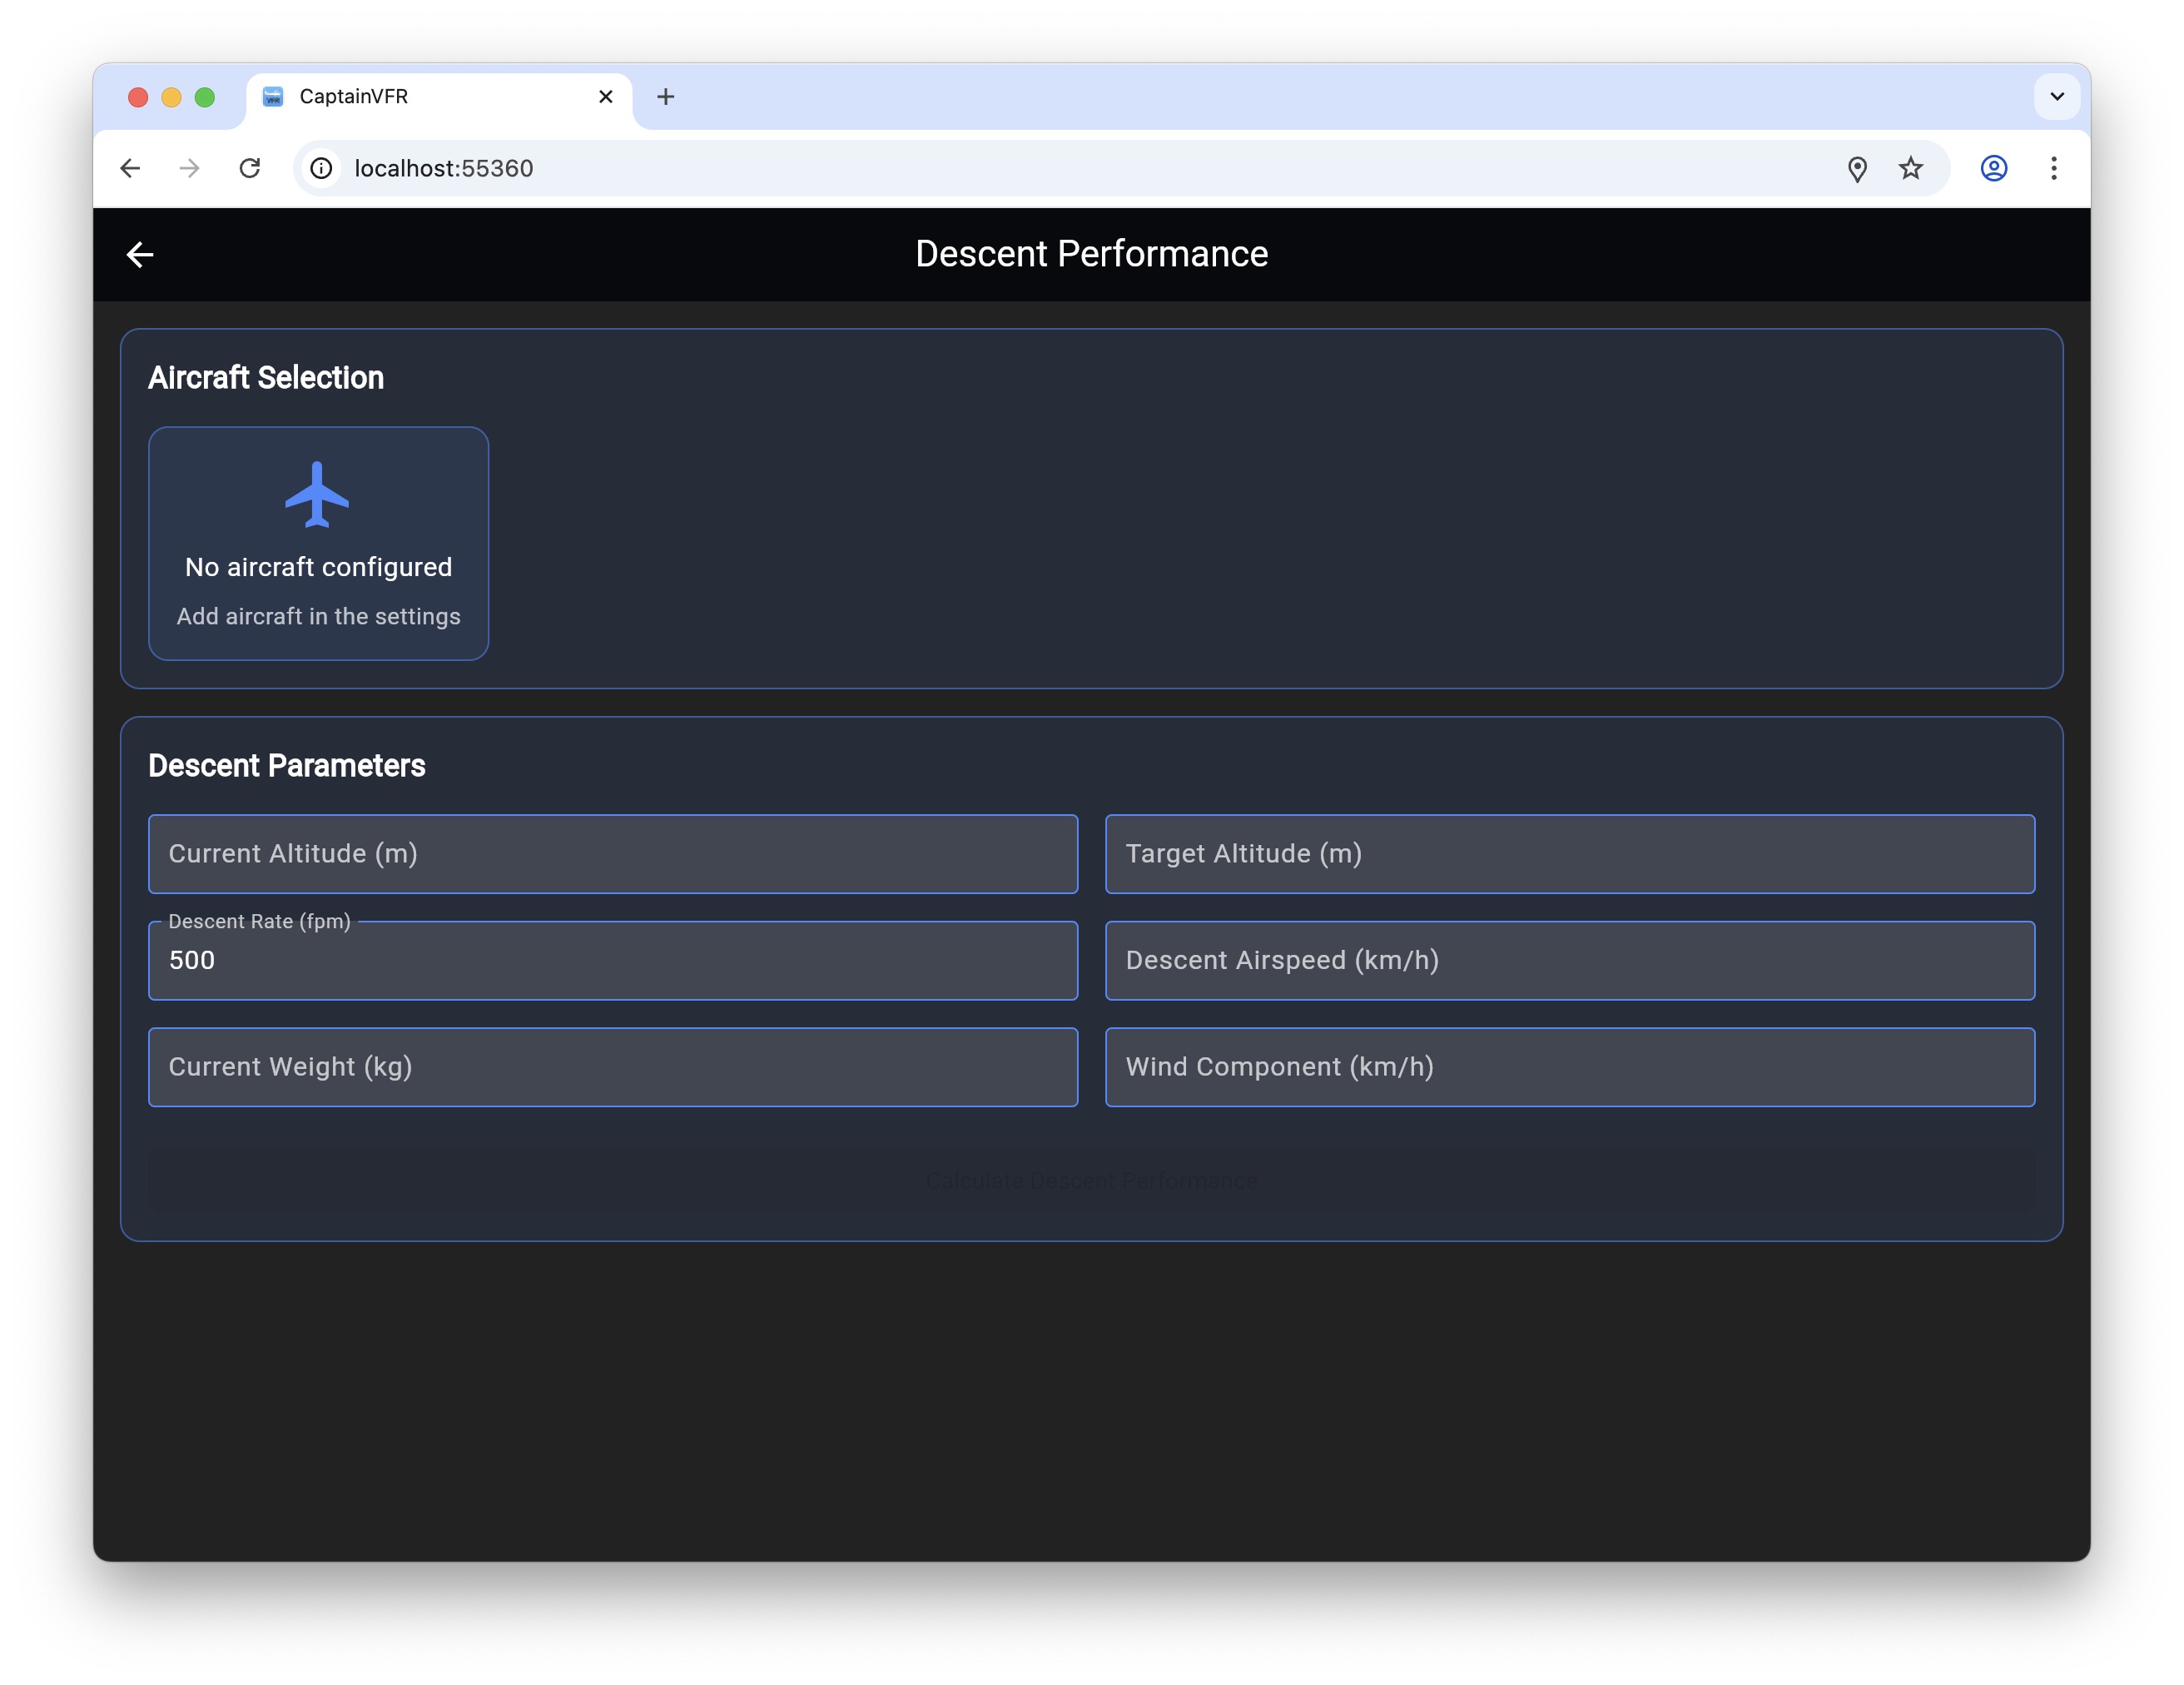 CaptainVFR
localhost:55360
Descent Performance
Aircraft Selection
No aircraft configured
Add aircraft in the settings
Descent Parameters
Current Altitude (m)
Target Altitude (m)
Descent Rate (fpm)
500
Descent Airspeed (km/h)
Current Weight (kg)
Wind Component (km/h)
Calculate Descent Performance